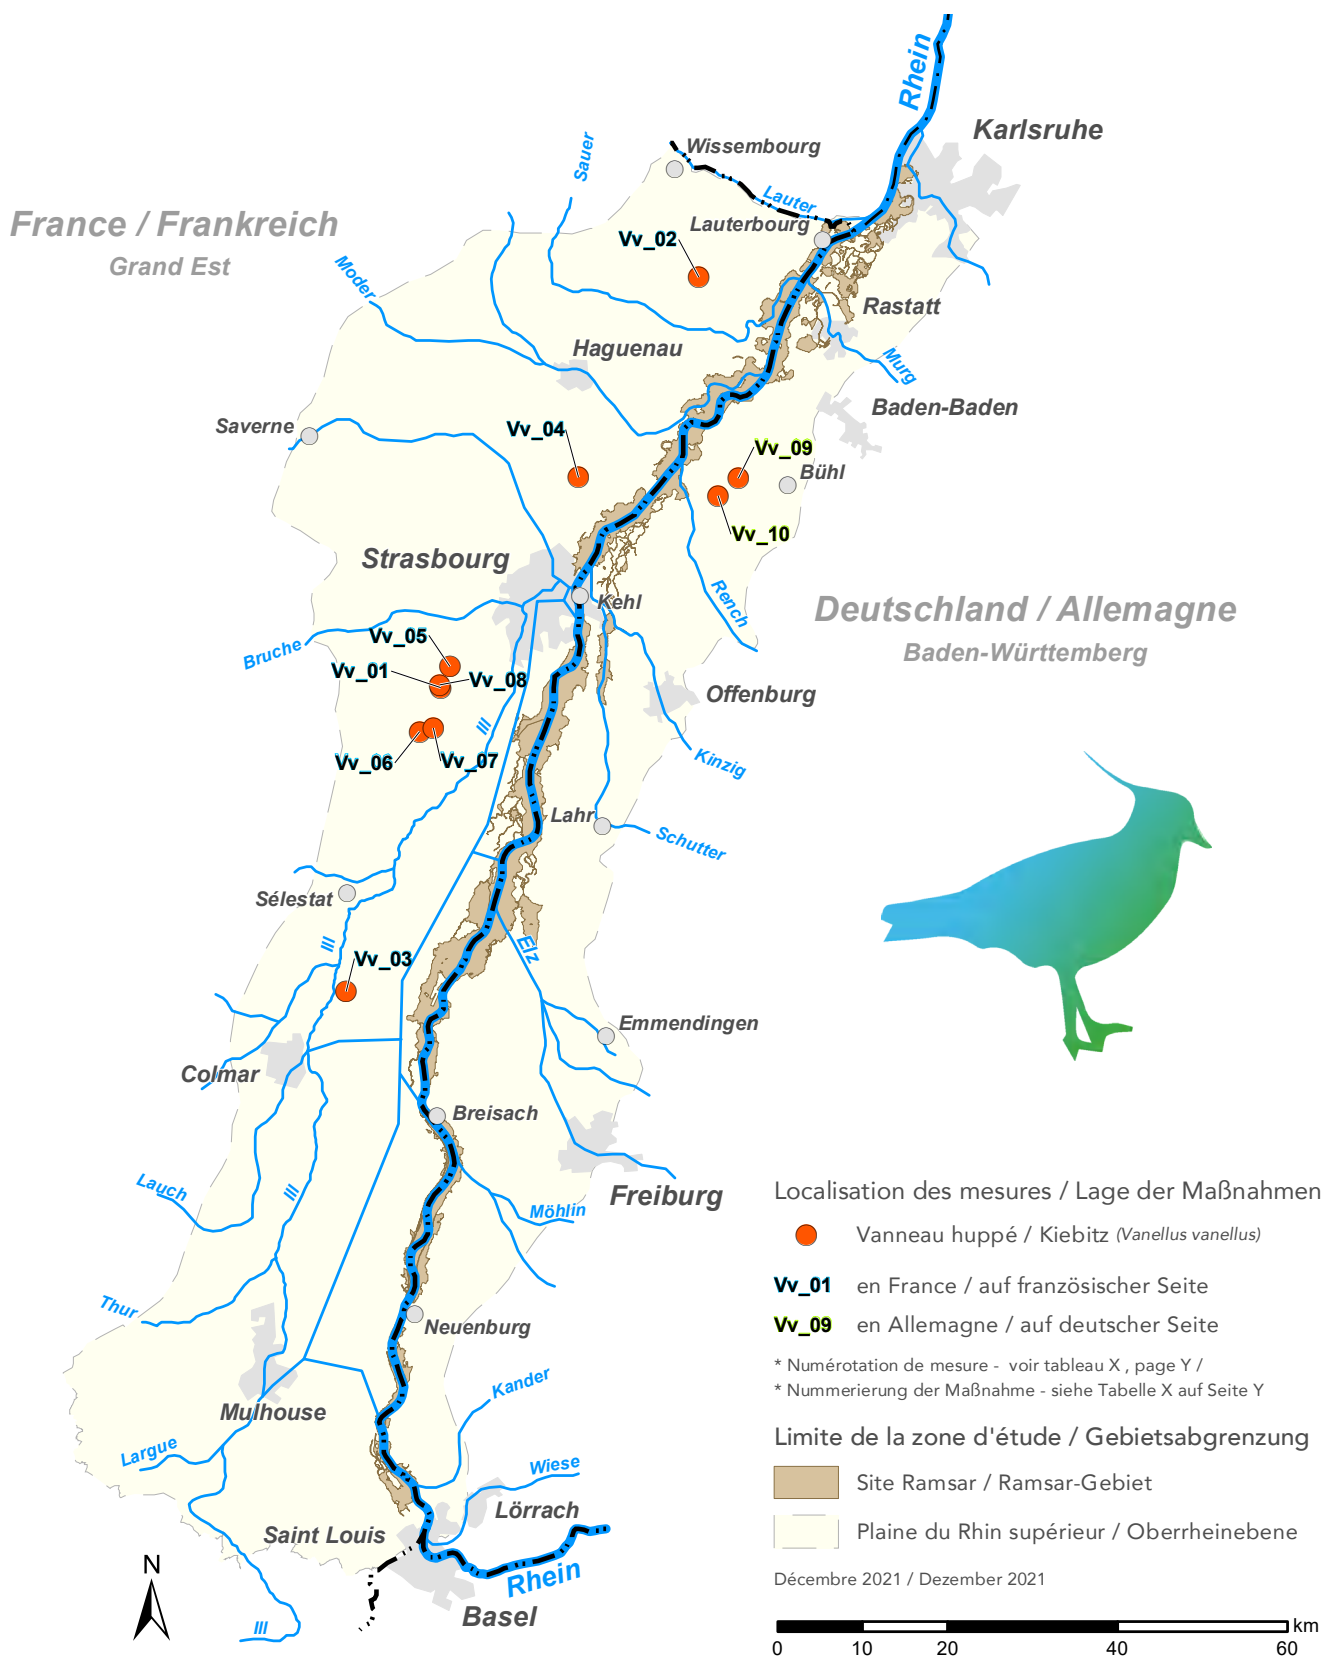 Rhein
Karlsruhe
Wissembourg
Sauer
Lauter
Lauterbourg
France / Frankreich
Grand Est
Vv_02
Moder
Rastatt
Haguenau
Murg
Baden-Baden
Saverne
Vv_04
Vv_09
Bühl
Vv_10
Strasbourg
Kehl
Rench
Deutschland / Allemagne
Baden-Württemberg
Bruche
Vv_05
Vv_01
Vv_08
Offenburg
Ill
Kinzig
Vv_06
Vv_07
Lahr
Schutter
Sélestat
Ill
Elz
Vv_03
Emmendingen
Colmar
Breisach
Lauch
Ill
Freiburg
Möhlin
Thur
Neuenburg
Kander
Mulhouse
Largue
Wiese
Lörrach
Saint Louis
Rhein
Basel
Ill
N
Localisation des mesures / Lage der Maßnahmen
Vanneau huppé / Kiebitz (Vanellus vanellus)
Vv_01 en France / auf französischer Seite
Vv_09 en Allemagne / auf deutscher Seite
* Numérotation de mesure - voir tableau X , page Y /
* Nummerierung der Maßnahme - siehe Tabelle X auf Seite Y
Limite de la zone d'étude / Gebietsabgrenzung
Site Ramsar / Ramsar-Gebiet
Plaine du Rhin supérieur / Oberrheinebene
Décembre 2021 / Dezember 2021
km
0 10 20 40 60